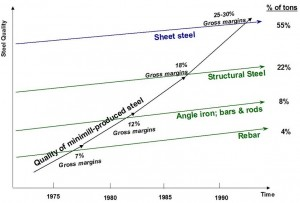 % of tons
25-30%
Gross margins
55%
Sheet steel
18%
Gross margins
22%
Structural Steel
8%
Angle iron; bars & rods
12%
Gross margins
4%
Rebar
7%
Gross margins
Quality of minimill-produced steel
Steel Quality
1975
1980
1985
1990
Time